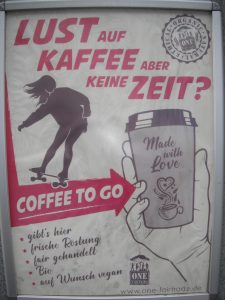 LUST AUF
KAFFEE ABER
KEINE ZEIT?
Made
with
Love
COFFEE TO GO
• gibt's hier
• frische Röstung
• fair gehandelt
• Bio
• auf Wunsch vegan
ONE
www.one-fairtrade.de